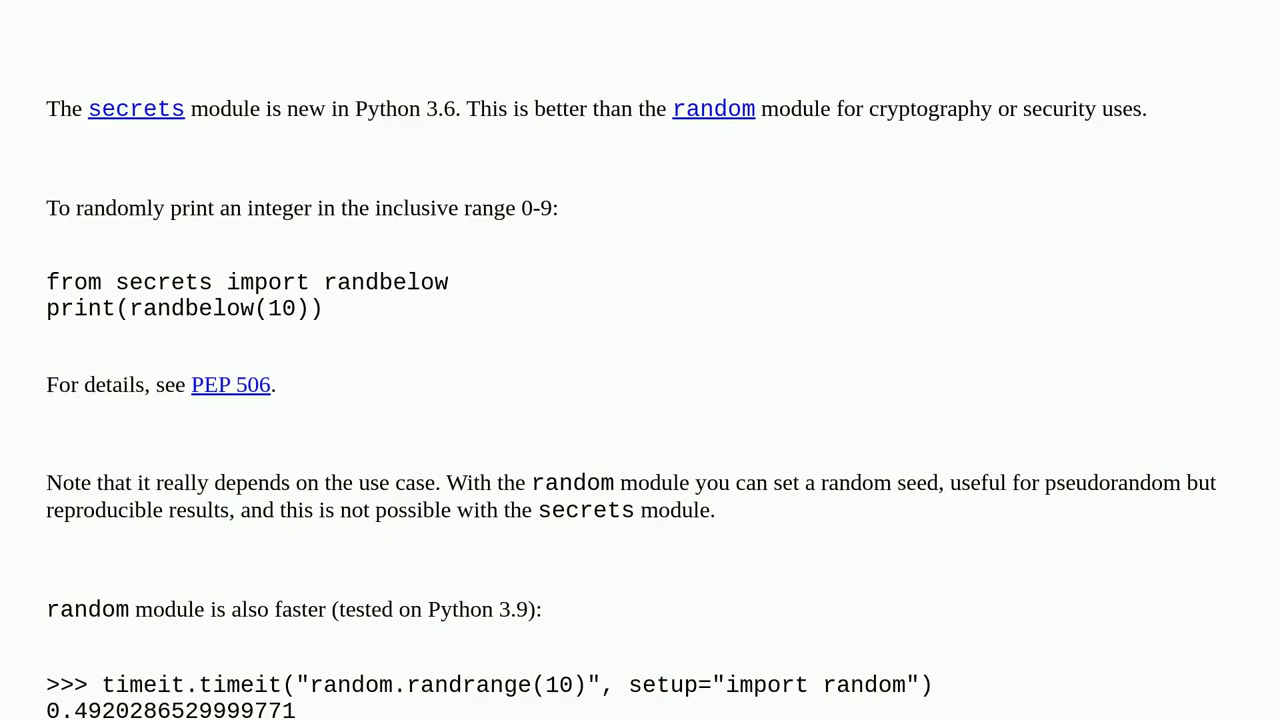 The secrets module is new in Python 3.6. This is better than the random module for cryptography or security uses.
To randomly print an integer in the inclusive range 0-9:
from secrets import randbelow
print(randbelow(10))
For details, see PEP 506.
Note that it really depends on the use case. With the random module you can set a random seed, useful for pseudorandom but
reproducible results, and this is not possible with the secrets module.
random module is also faster (tested on Python 3.9):
>>> timeit.timeit("random.randrange(10)", setup="import random")
0.4920286529999771